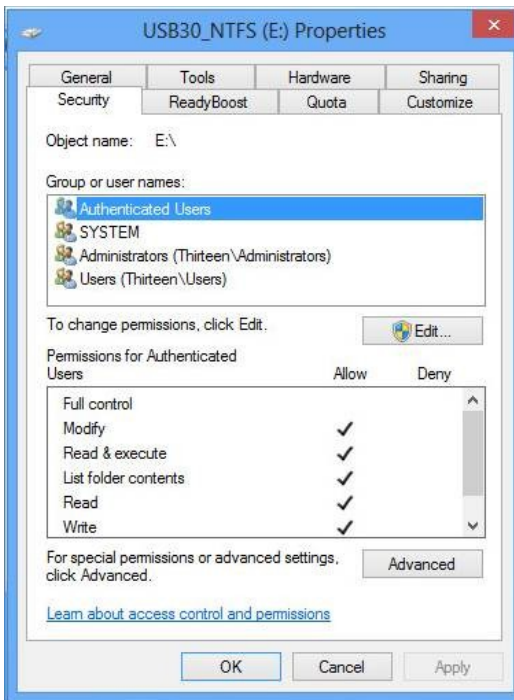 USB30_NTFS (E:) Properties
General Tools Hardware Sharing
Security ReadyBoost Quota Customize
Object name: E:\
Group or user names:
Authenticated Users
SYSTEM
Administrators (Thirteen\Administrators)
Users (Thirteen\Users)
To change permissions, click Edit.
Edit...
Permissions for Authenticated
Users Allow Deny
Full control
Modify
Read & execute
List folder contents
Read
Write
For special permissions or advanced settings,
click Advanced.
Advanced
Learn about access control and permissions
OK Cancel Apply